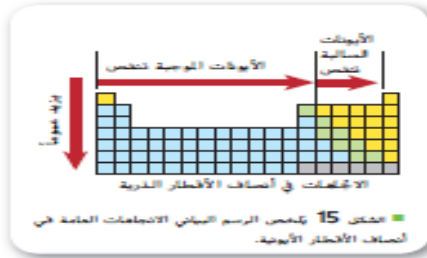 الأيونات
السالبة
تنقص
الأيونات الموجبة تنقص
يزيد عموماً
الاتجاهات في أنصاف الأقطار الذرية
الشكل 15 يلخص الرسم البياني الاتجاهات العامة في
أنصاف الأقطار الأيونية.